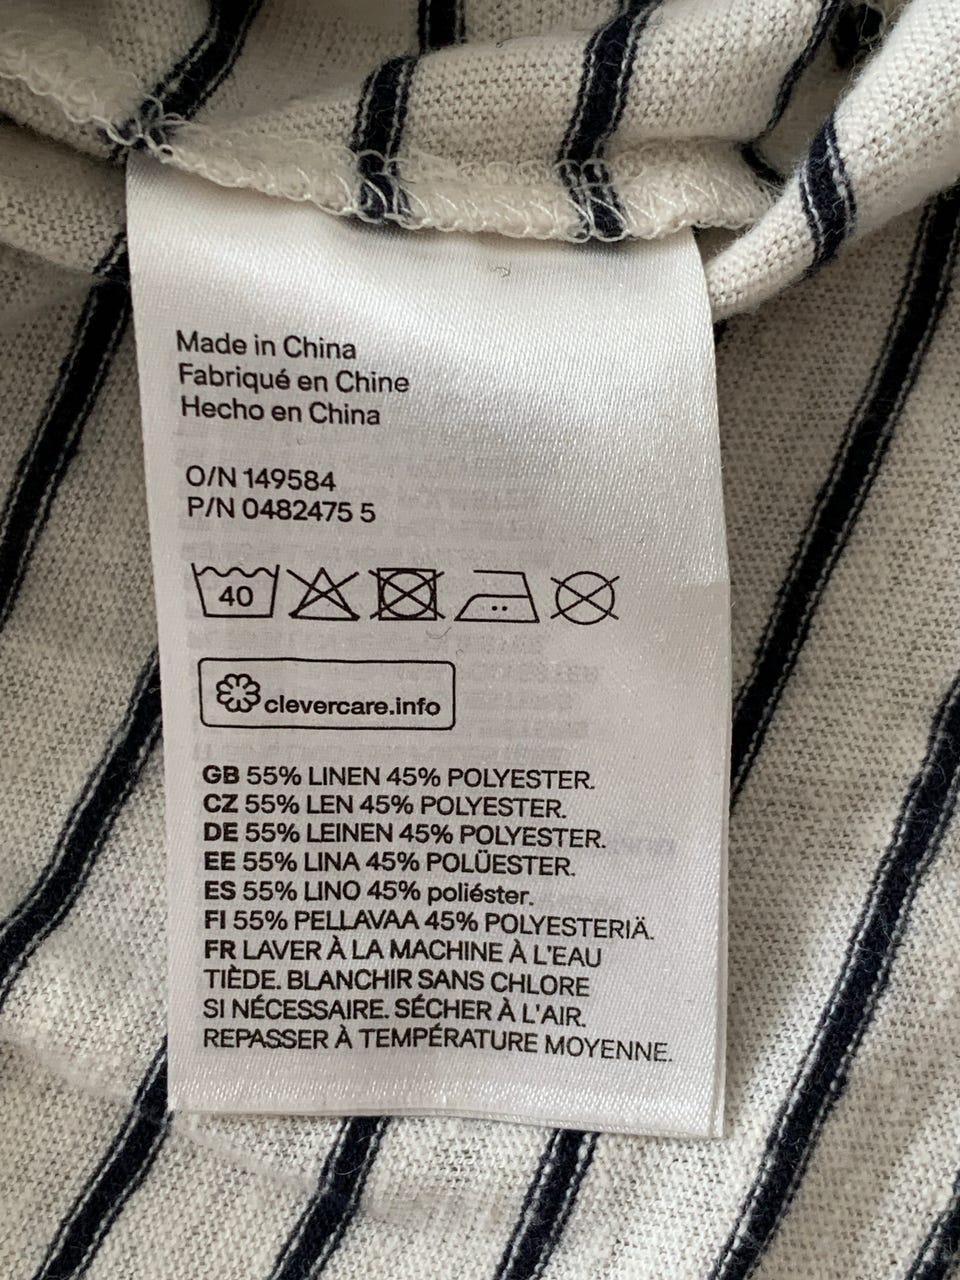 Made in China
Fabriqué en Chine
Hecho en China
O/N 149584
P/N 0482475 5
40
clevercare.info
GB 55% LINEN 45% POLYESTER.
CZ 55% LEN 45% POLYESTER.
DE 55% LEINEN 45% POLYESTER.
EE 55% LINA 45% POLÜESTER.
ES 55% LINO 45% poliéster.
FI 55% PELLAVAA 45% POLYESTERIÄ.
FR LAVER À LA MACHINE À L'EAU
TIÈDE. BLANCHIR SANS CHLORE
SI NÉCESSAIRE. SÉCHER À L'AIR.
REPASSER À TEMPÉRATURE MOYENNE.